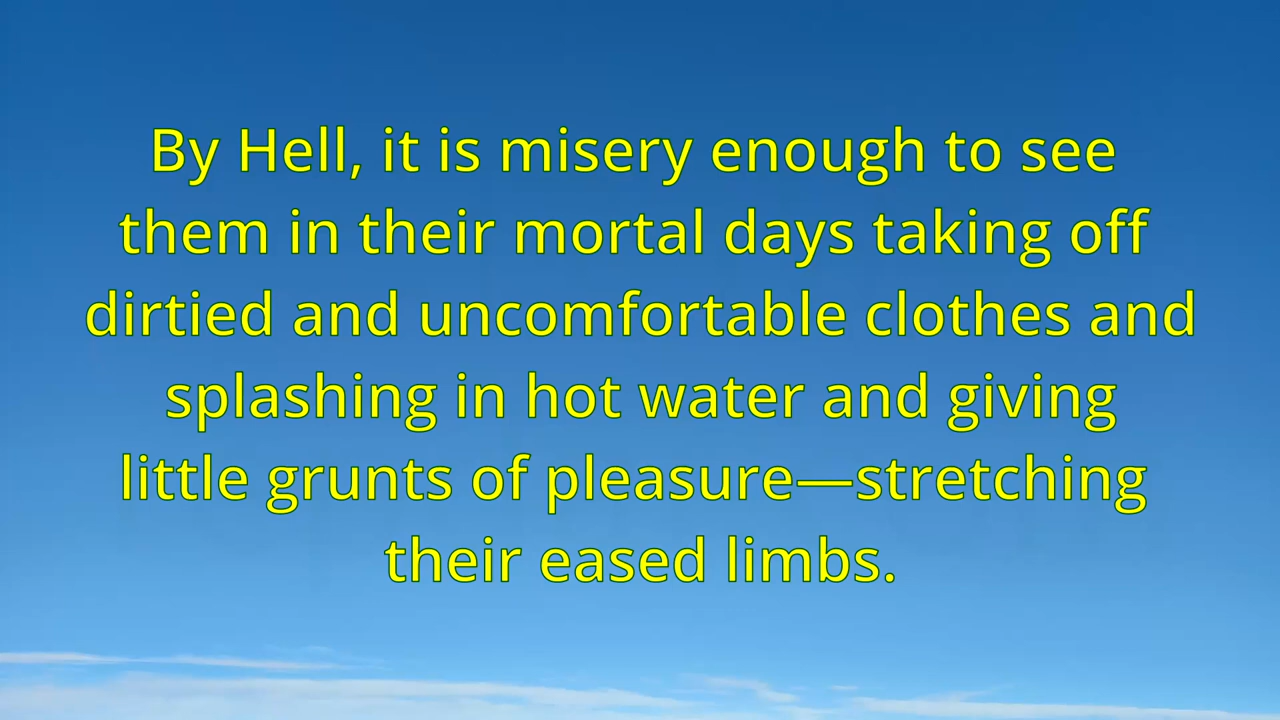 By Hell, it is misery enough to see
them in their mortal days taking off
dirtied and uncomfortable clothes and
splashing in hot water and giving
little grunts of pleasure—stretching
their eased limbs.